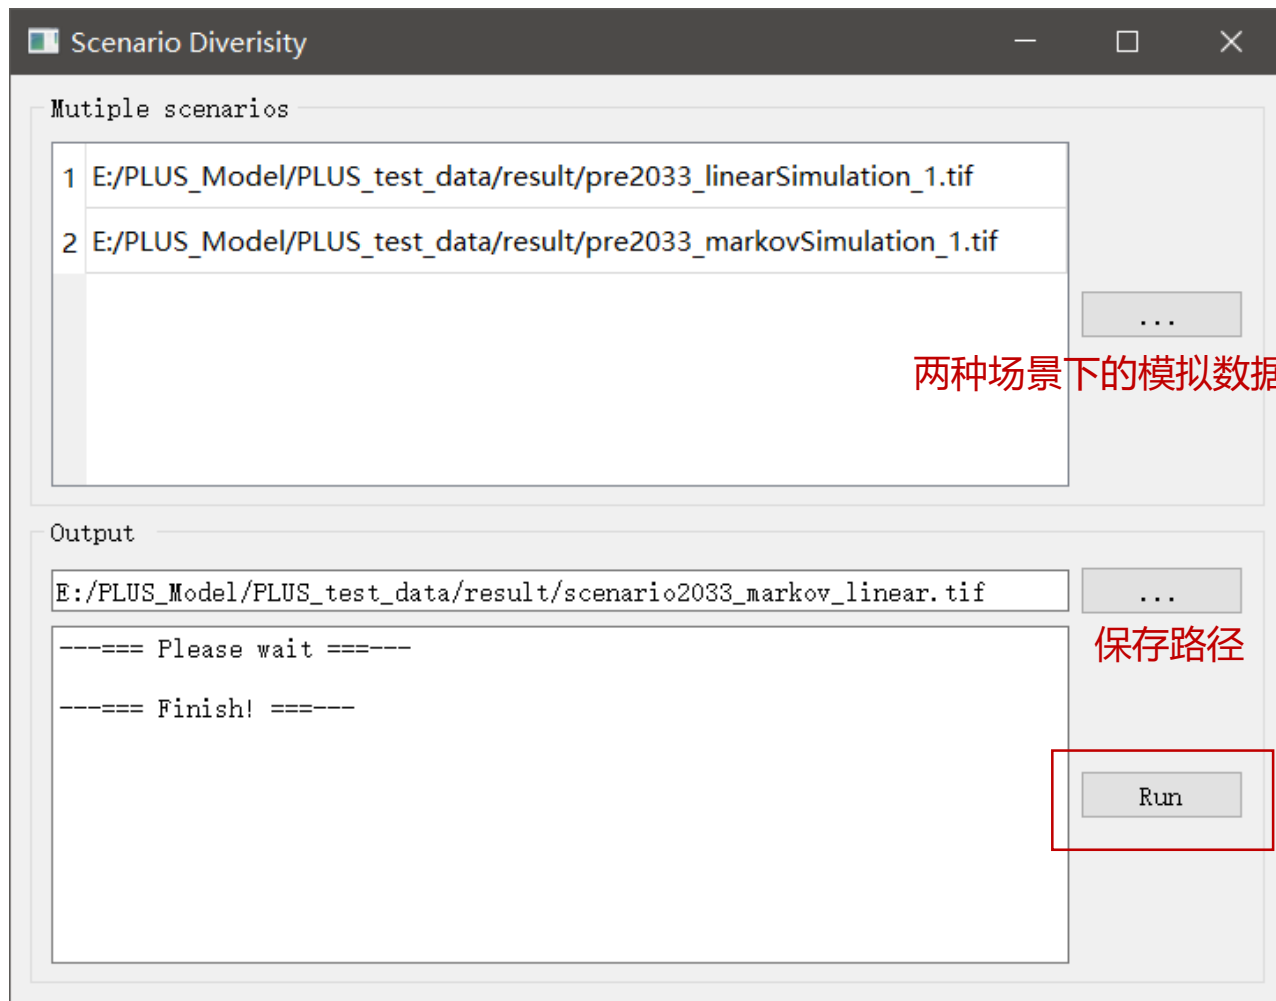 Scenario Diverisity
Mutiple scenarios
1 E:/PLUS_Model/PLUS_test_data/result/pre2033_linearSimulation_1.tif
2 E:/PLUS_Model/PLUS_test_data/result/pre2033_markovSimulation_1.tif
...
两种场景下的模拟数据
Output
E:/PLUS_Model/PLUS_test_data/result/scenario2033_markov_linear.tif
...
---=== Please wait ===---
保存路径
---=== Finish! ===---
Run